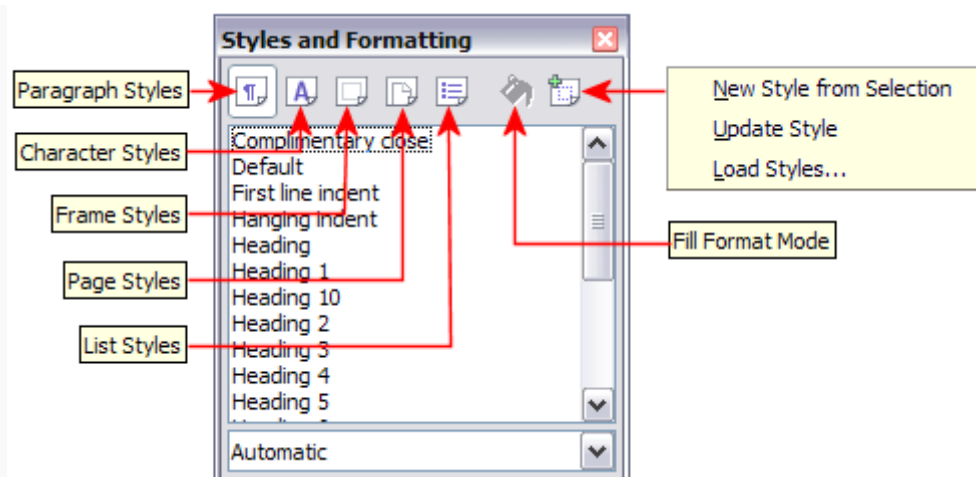 Styles and Formatting
Paragraph Styles
Character Styles
Frame Styles
Page Styles
List Styles
New Style from Selection
Update Style
Load Styles...
Fill Format Mode
Complimentary close
Default
First line indent
Hanging indent
Heading
Heading 1
Heading 10
Heading 2
Heading 3
Heading 4
Heading 5
Automatic